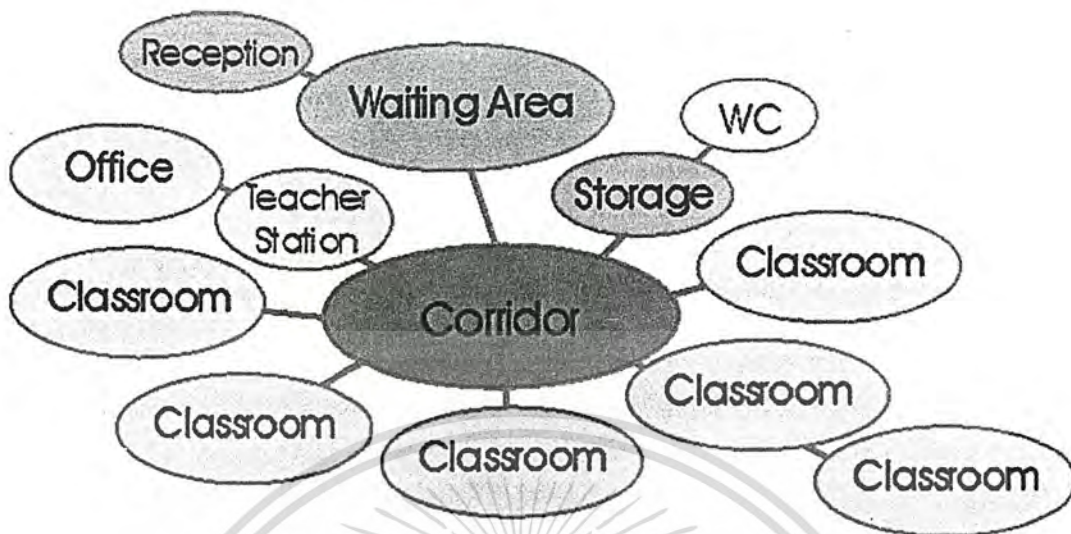 Reception
Waiting Area
WC
Office
Teacher
Station
Storage
Classroom
Classroom
Corridor
Classroom
Classroom
Classroom
Classroom